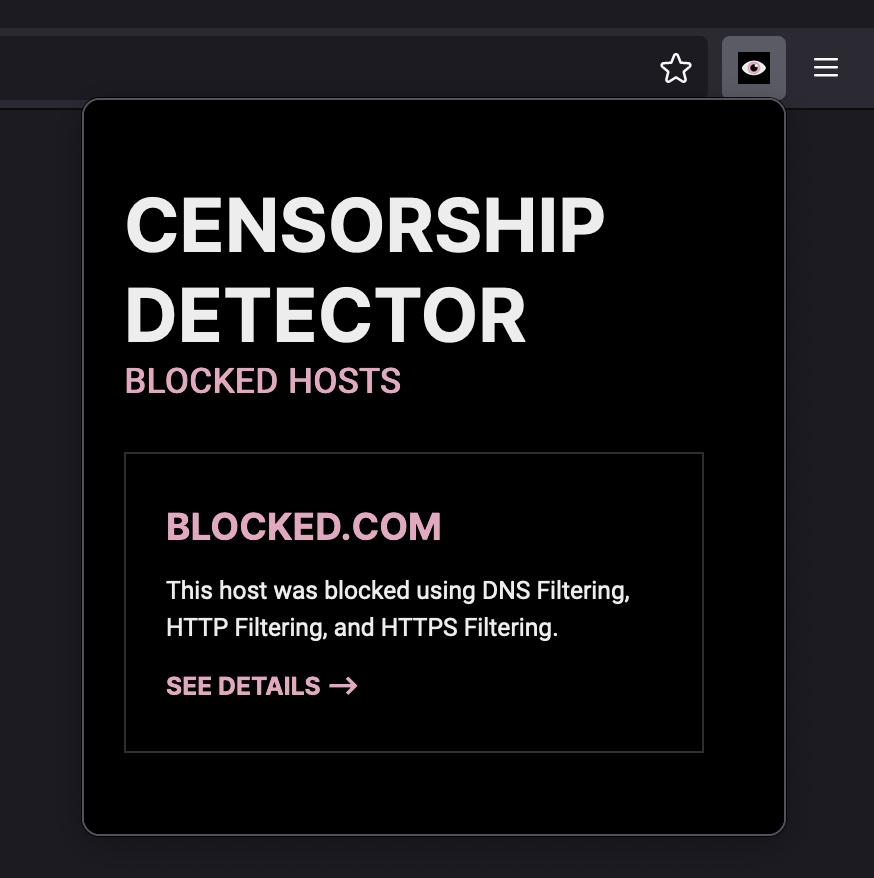 CENSORSHIP
DETECTOR
BLOCKED HOSTS
BLOCKED.COM
This host was blocked using DNS Filtering,
HTTP Filtering, and HTTPS Filtering.
SEE DETAILS →